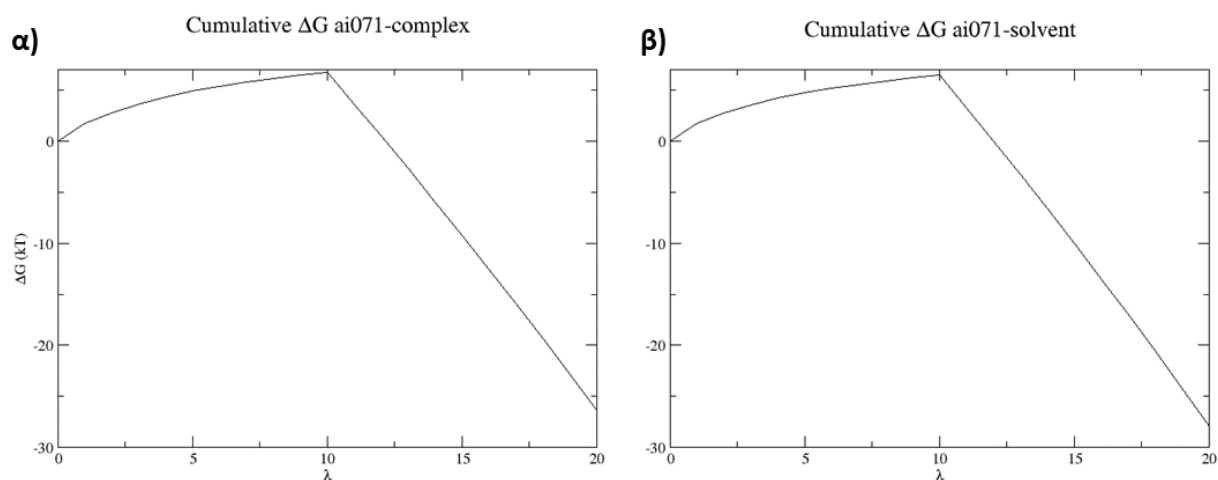 α)
Cumulative ΔG ai071-complex
0
-10
-20
-30
ΔG (kT)
0
5
10
15
20
λ
β)
Cumulative ΔG ai071-solvent
0
-10
-20
-30
0
5
10
15
20
λ